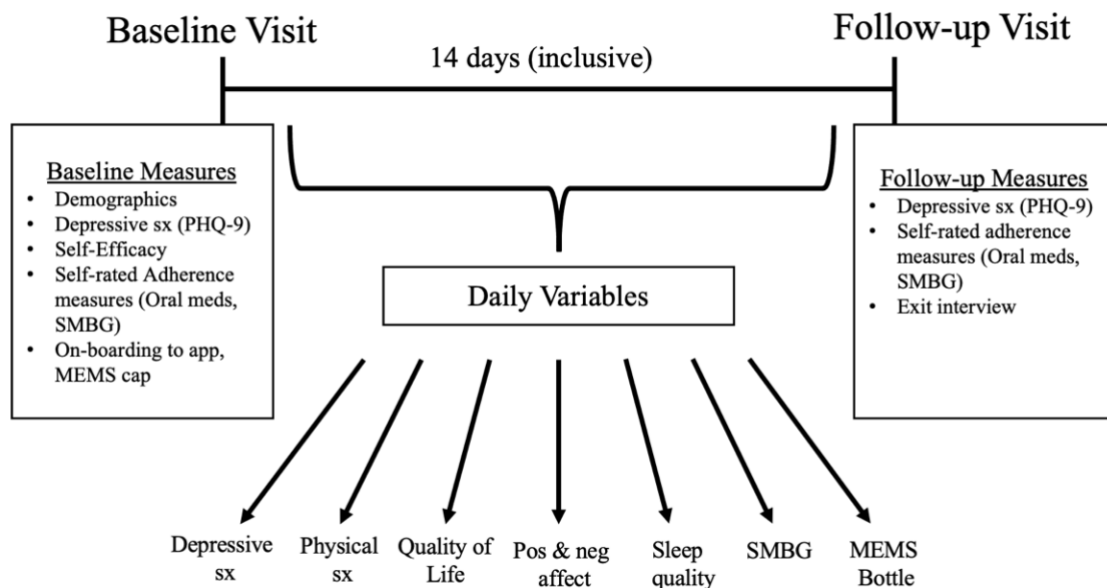 Baseline Visit
Follow-up Visit
14 days (inclusive)
Baseline Measures
• Demographics
• Depressive sx (PHQ-9)
• Self-Efficacy
• Self-rated Adherence
measures (Oral meds,
SMBG)
• On-boarding to app,
MEMS cap
Follow-up Measures
• Depressive sx (PHQ-9)
• Self-rated adherence
measures (Oral meds,
SMBG)
• Exit interview
Daily Variables
Depressive
sx
Physical
sx
Quality of
Life
Pos & neg
affect
Sleep
quality
SMBG
MEMS
Bottle